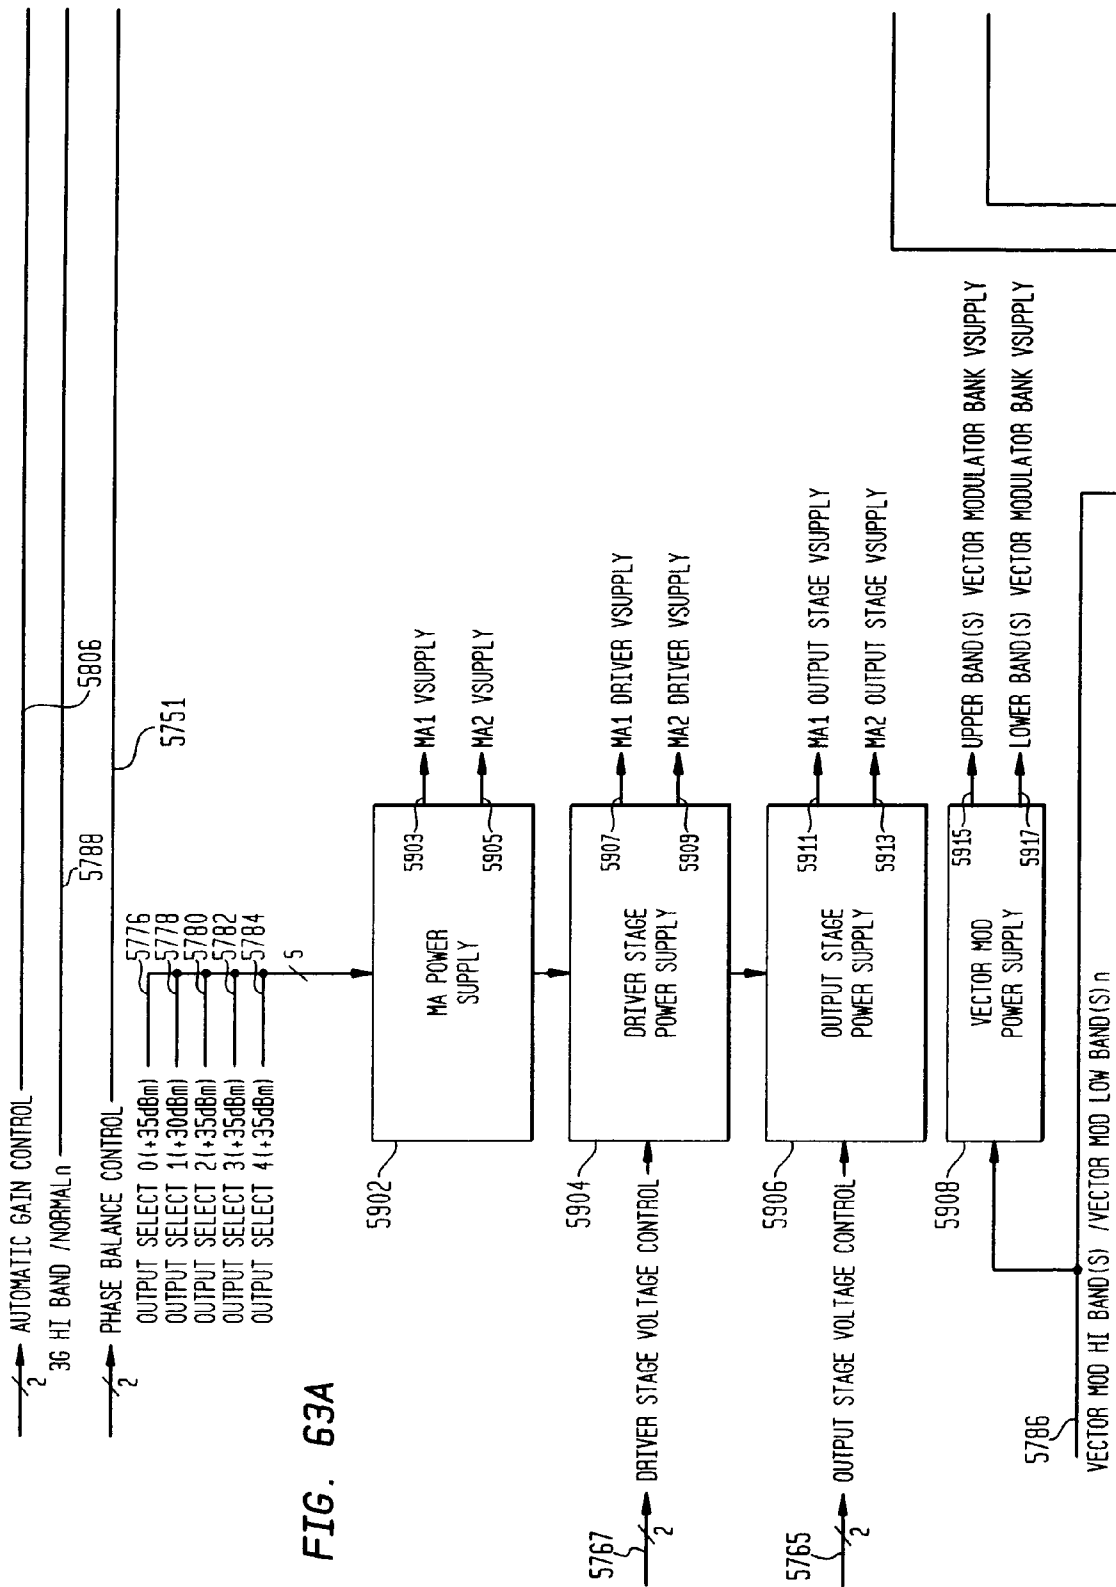 2
AUTOMATIC GAIN CONTROL
5806
3G HI BAND /NORMALn
5788
2
PHASE BALANCE CONTROL
5751
OUTPUT SELECT 0(+35dBm)
5776
OUTPUT SELECT 1(+30dBm)
5778
OUTPUT SELECT 2(+35dBm)
5780
OUTPUT SELECT 3(+35dBm)
5782
OUTPUT SELECT 4(+35dBm)
5784
5
FIG. 63A
5902
MA POWER
SUPPLY
5903
MA1 VSUPPLY
5905
MA2 VSUPPLY
5767
2
DRIVER STAGE VOLTAGE CONTROL
5904
DRIVER STAGE
POWER SUPPLY
5907
MA1 DRIVER VSUPPLY
5909
MA2 DRIVER VSUPPLY
5765
2
OUTPUT STAGE VOLTAGE CONTROL
5906
OUTPUT STAGE
POWER SUPPLY
5911
MA1 OUTPUT STAGE VSUPPLY
5913
MA2 OUTPUT STAGE VSUPPLY
5908
VECTOR MOD
POWER SUPPLY
5915
UPPER BAND(S) VECTOR MODULATOR BANK VSUPPLY
5917
LOWER BAND(S) VECTOR MODULATOR BANK VSUPPLY
5786
VECTOR MOD HI BAND(S) /VECTOR MOD LOW BAND(S)n